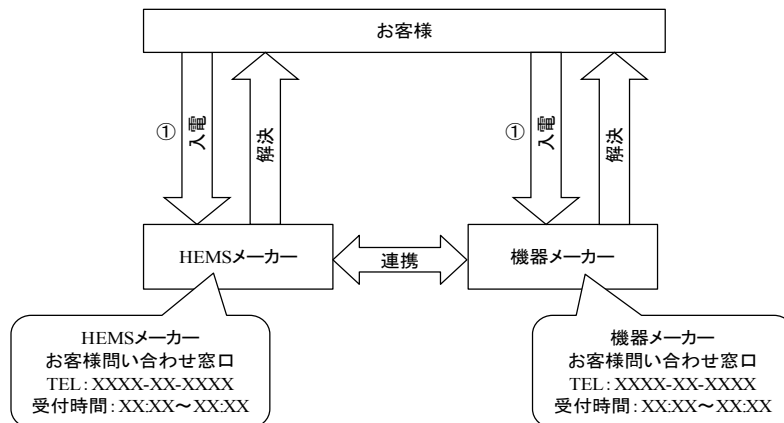 お客様
①
入電
解決
①
入電
解決
HEMSメーカー
連携
機器メーカー
HEMSメーカー
お客様問い合わせ窓口
TEL：XXXX-XX-XXXX
受付時間：XX:XX～XX:XX
機器メーカー
お客様問い合わせ窓口
TEL：XXXX-XX-XXXX
受付時間：XX:XX～XX:XX